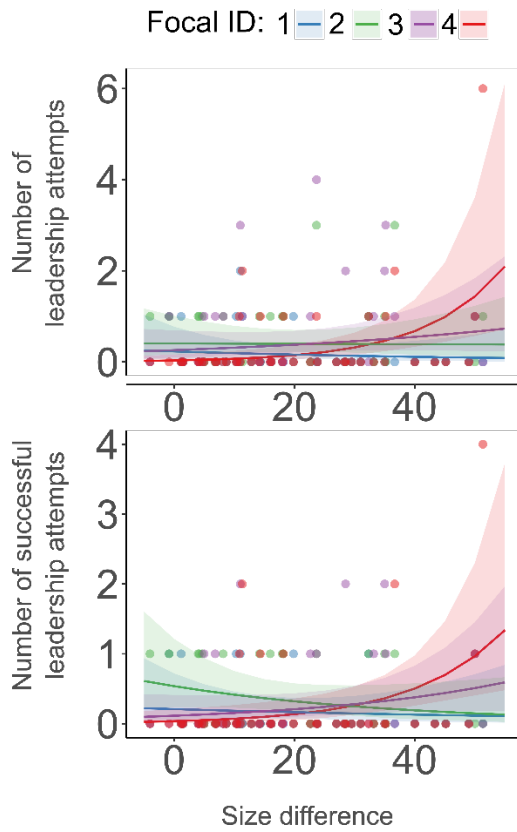 Focal ID: 1 2 3 4
Number of
leadership attempts
6
4
2
0
0 20 40
Number of successful
leadership attempts
4
3
2
1
0
0 20 40
Size difference